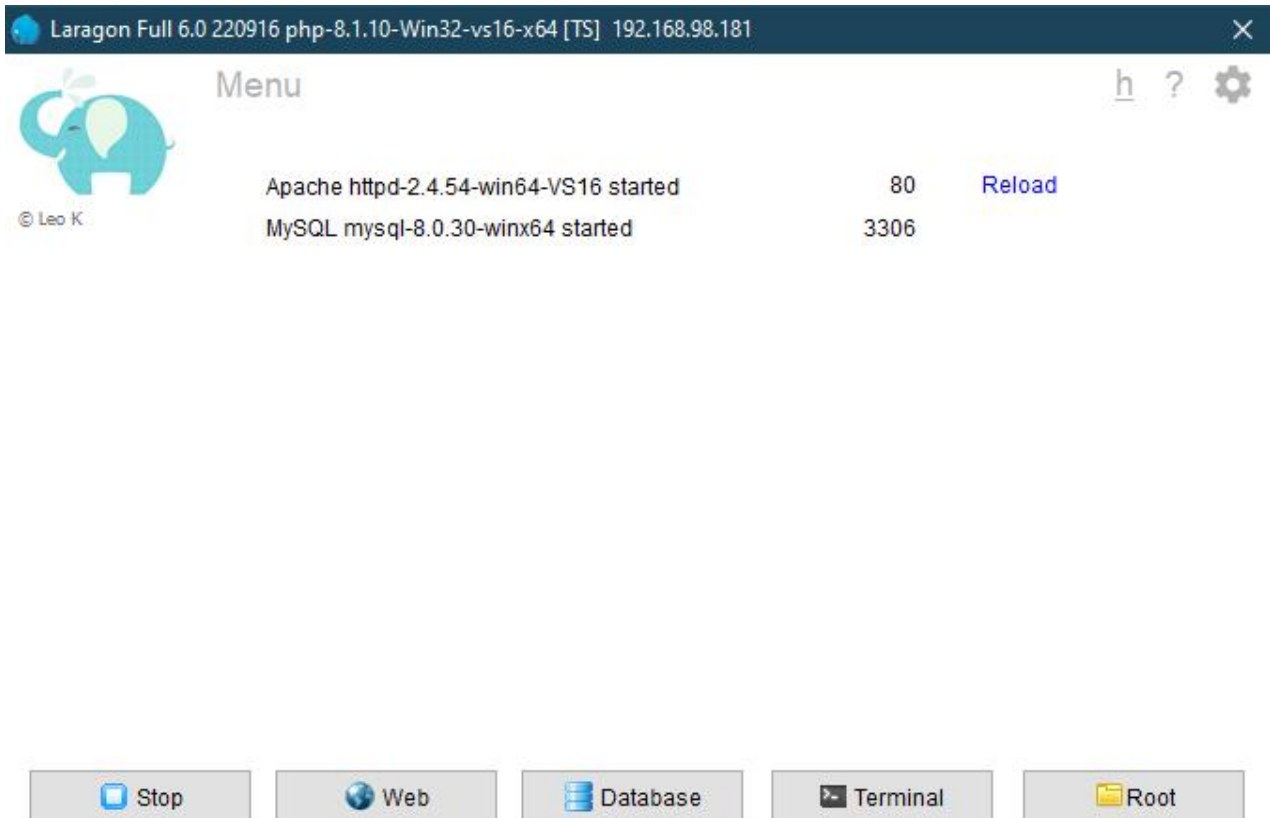 Laragon Full 6.0 220916 php-8.1.10-Win32-vs16-x64 [TS] 192.168.98.181
Menu h ?
Apache httpd-2.4.54-win64-VS16 started 80 Reload
© Leo K
MySQL mysql-8.0.30-winx64 started 3306
Stop Web Database Terminal Root